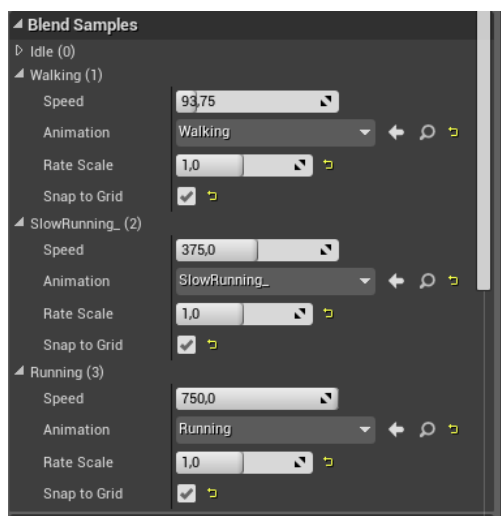 Blend Samples
Idle (0)
Walking (1)
Speed 93,75
Animation Walking
Rate Scale 1,0
Snap to Grid
SlowRunning_ (2)
Speed 375,0
Animation SlowRunning_
Rate Scale 1,0
Snap to Grid
Running (3)
Speed 750,0
Animation Running
Rate Scale 1,0
Snap to Grid